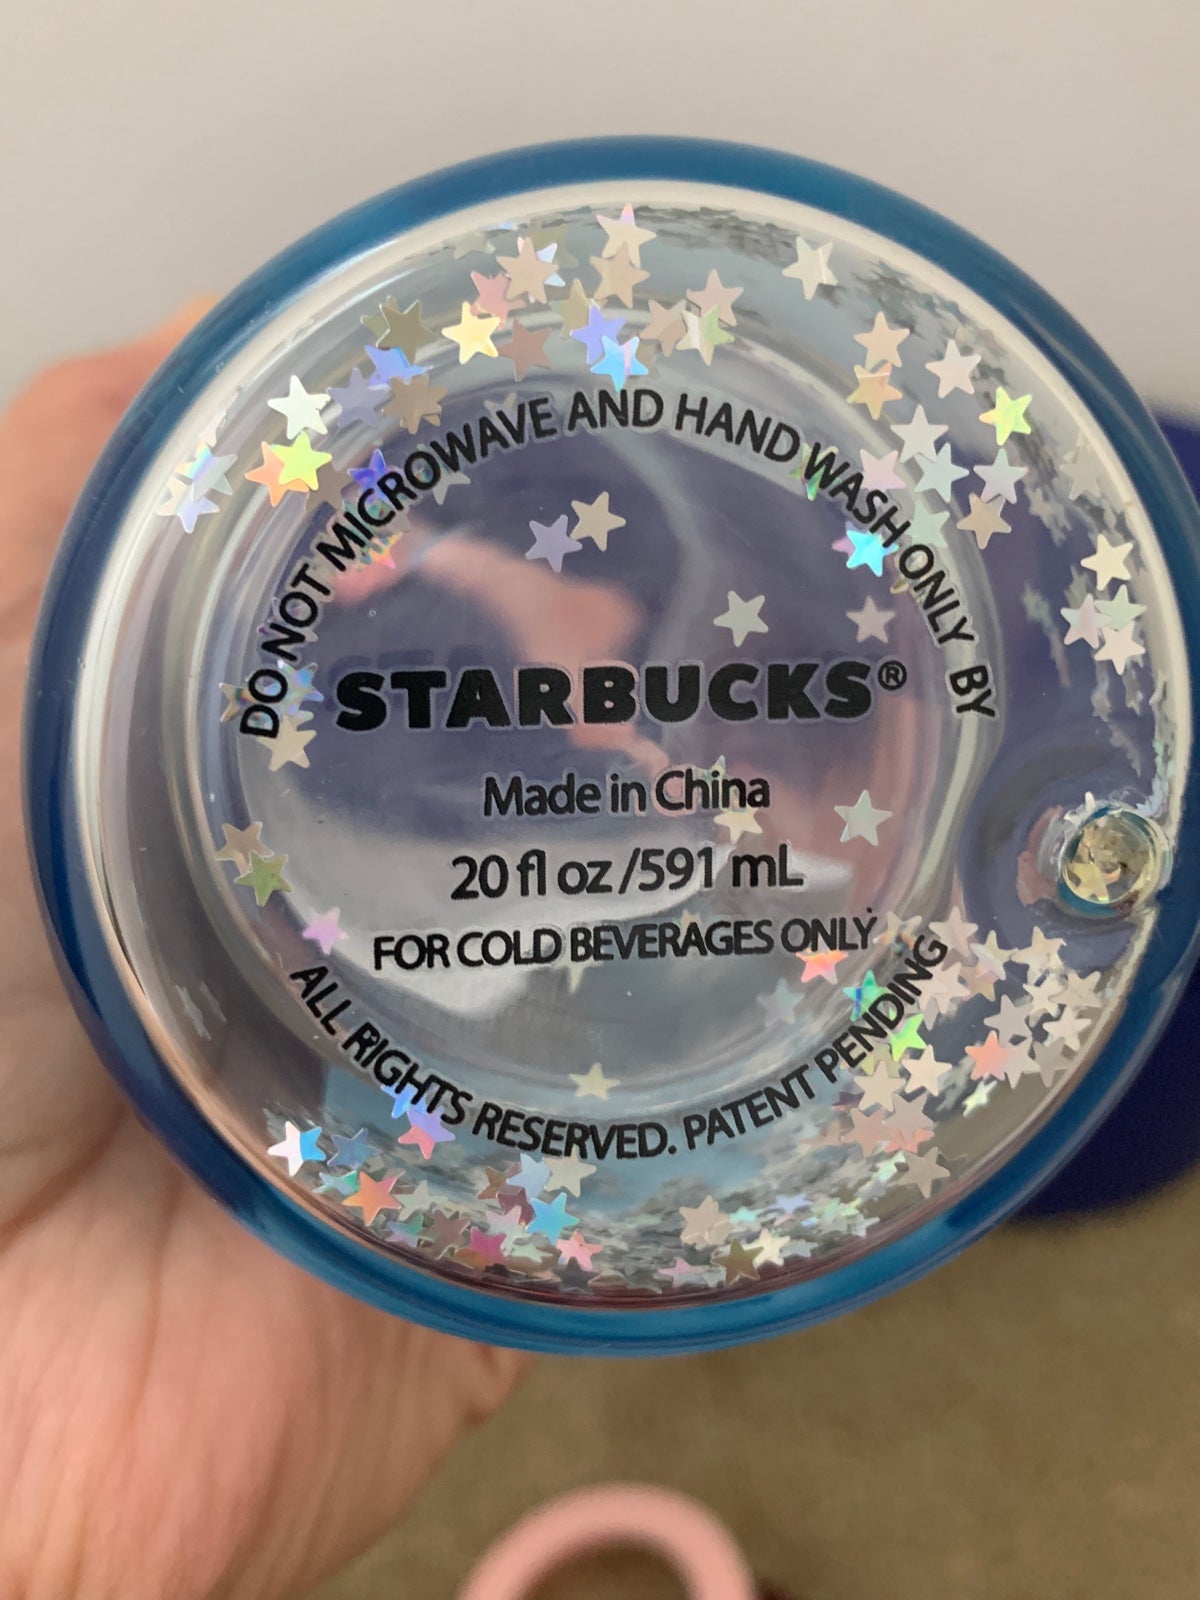 DO NOT MICROWAVE AND HAND WASH ONLY BY
STARBUCKS®
Made in China
20 fl oz /591 mL
FOR COLD BEVERAGES ONLY.
ALL RIGHTS RESERVED. PATENT PENDING